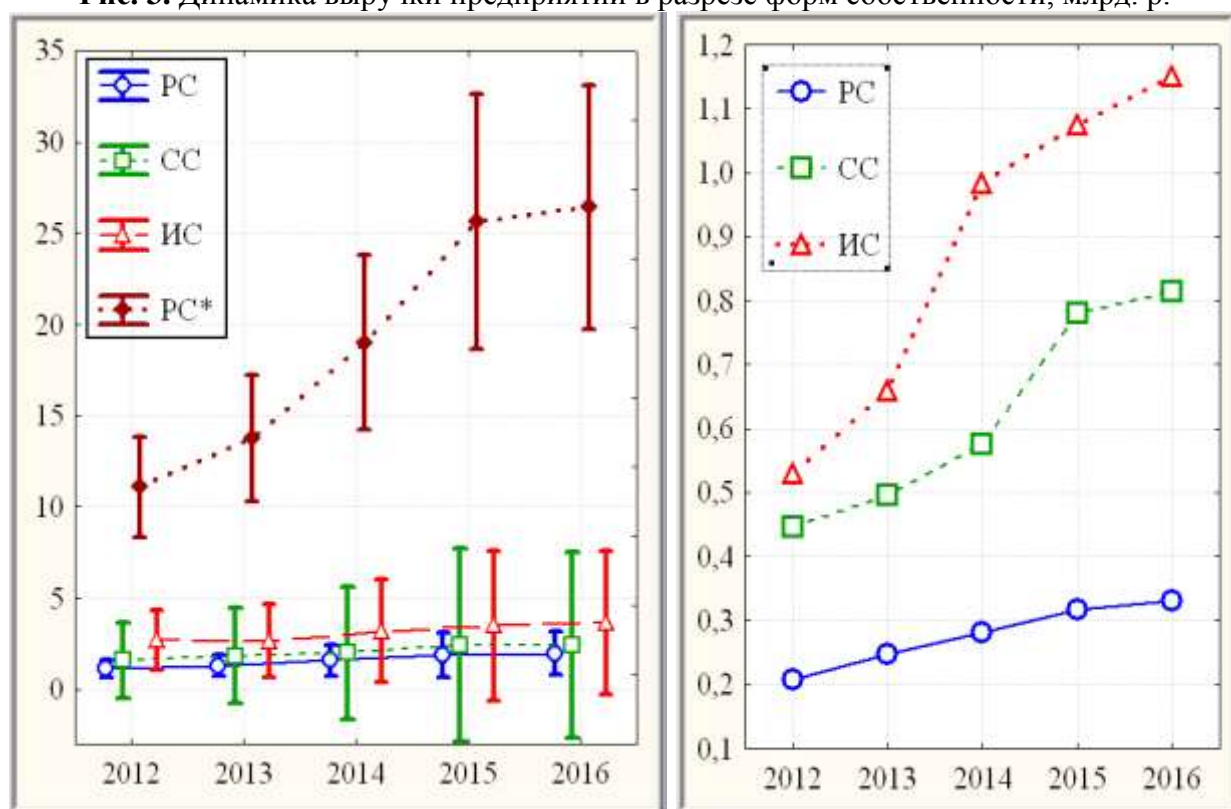 Рис. 3. Динамика выручки предприятий в разрезе форм собственности, млрд. р.
35
30
25
20
15
10
5
0
РС
СС
ИС
РС*
2012 2013 2014 2015 2016
1,2
1,1
1,0
0,9
0,8
0,7
0,6
0,5
0,4
0,3
0,2
0,1
РС
СС
ИС
2012 2013 2014 2015 2016